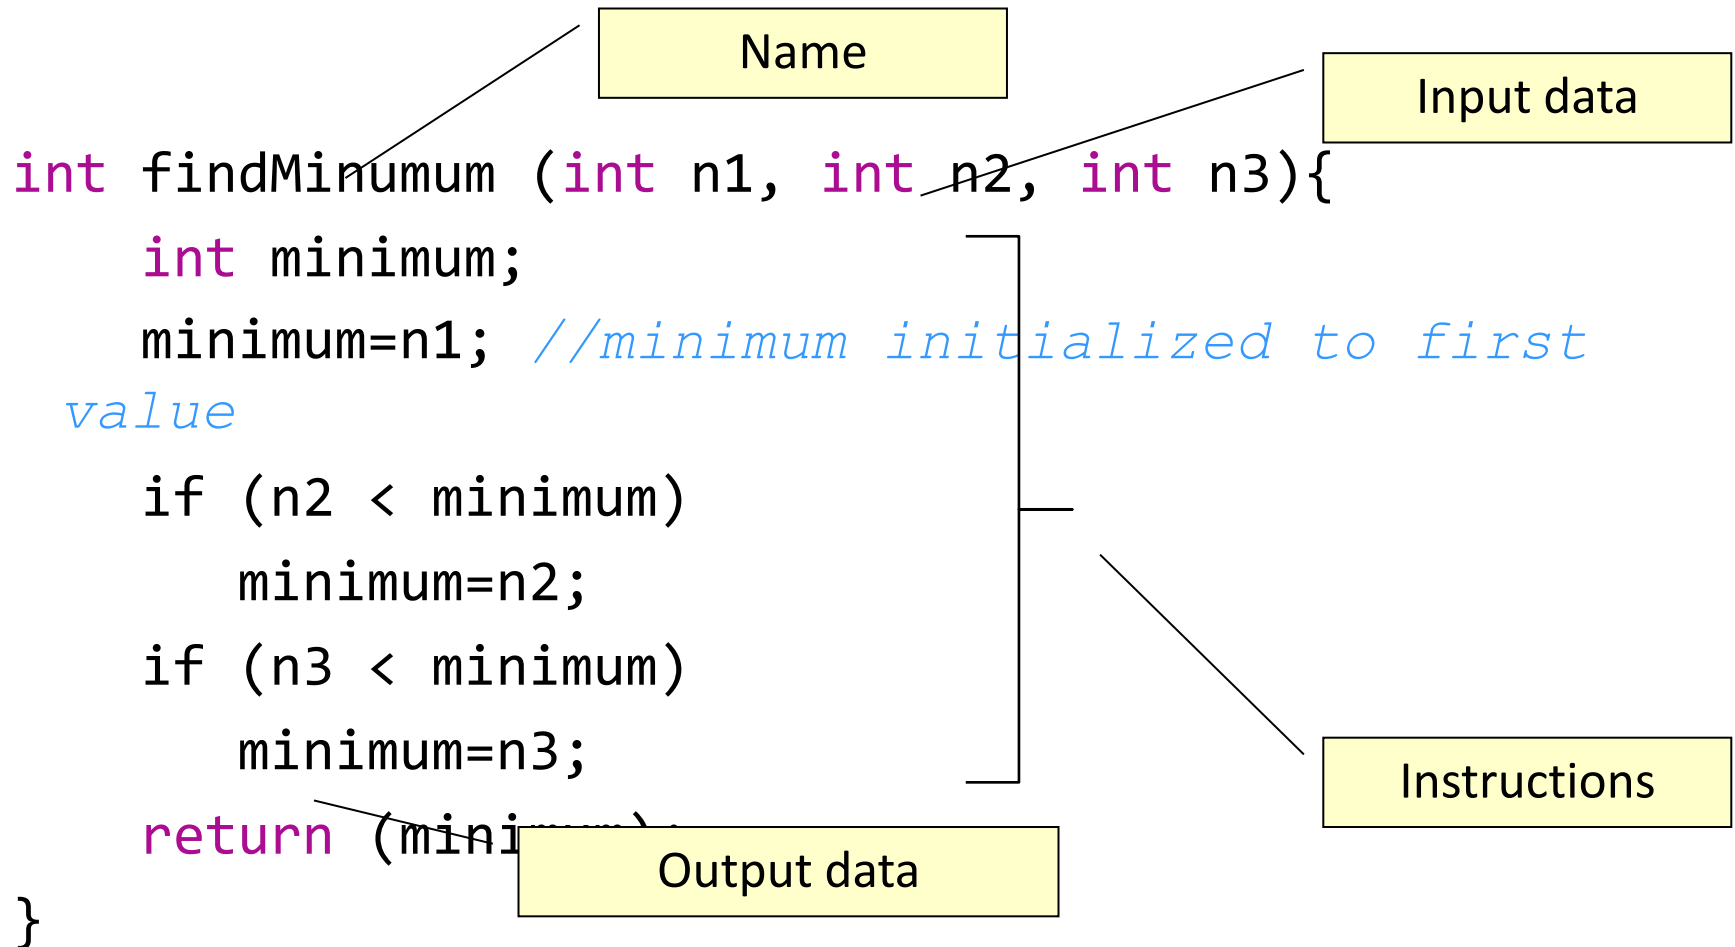 Name
Input data
int findMinumum (int n1, int n2, int n3){
int minimum;
minimum=n1; //minimum initialized to first
value
if (n2 < minimum)
minimum=n2;
if (n3 < minimum)
minimum=n3;
Instructions
return (minimum);
Output data
}